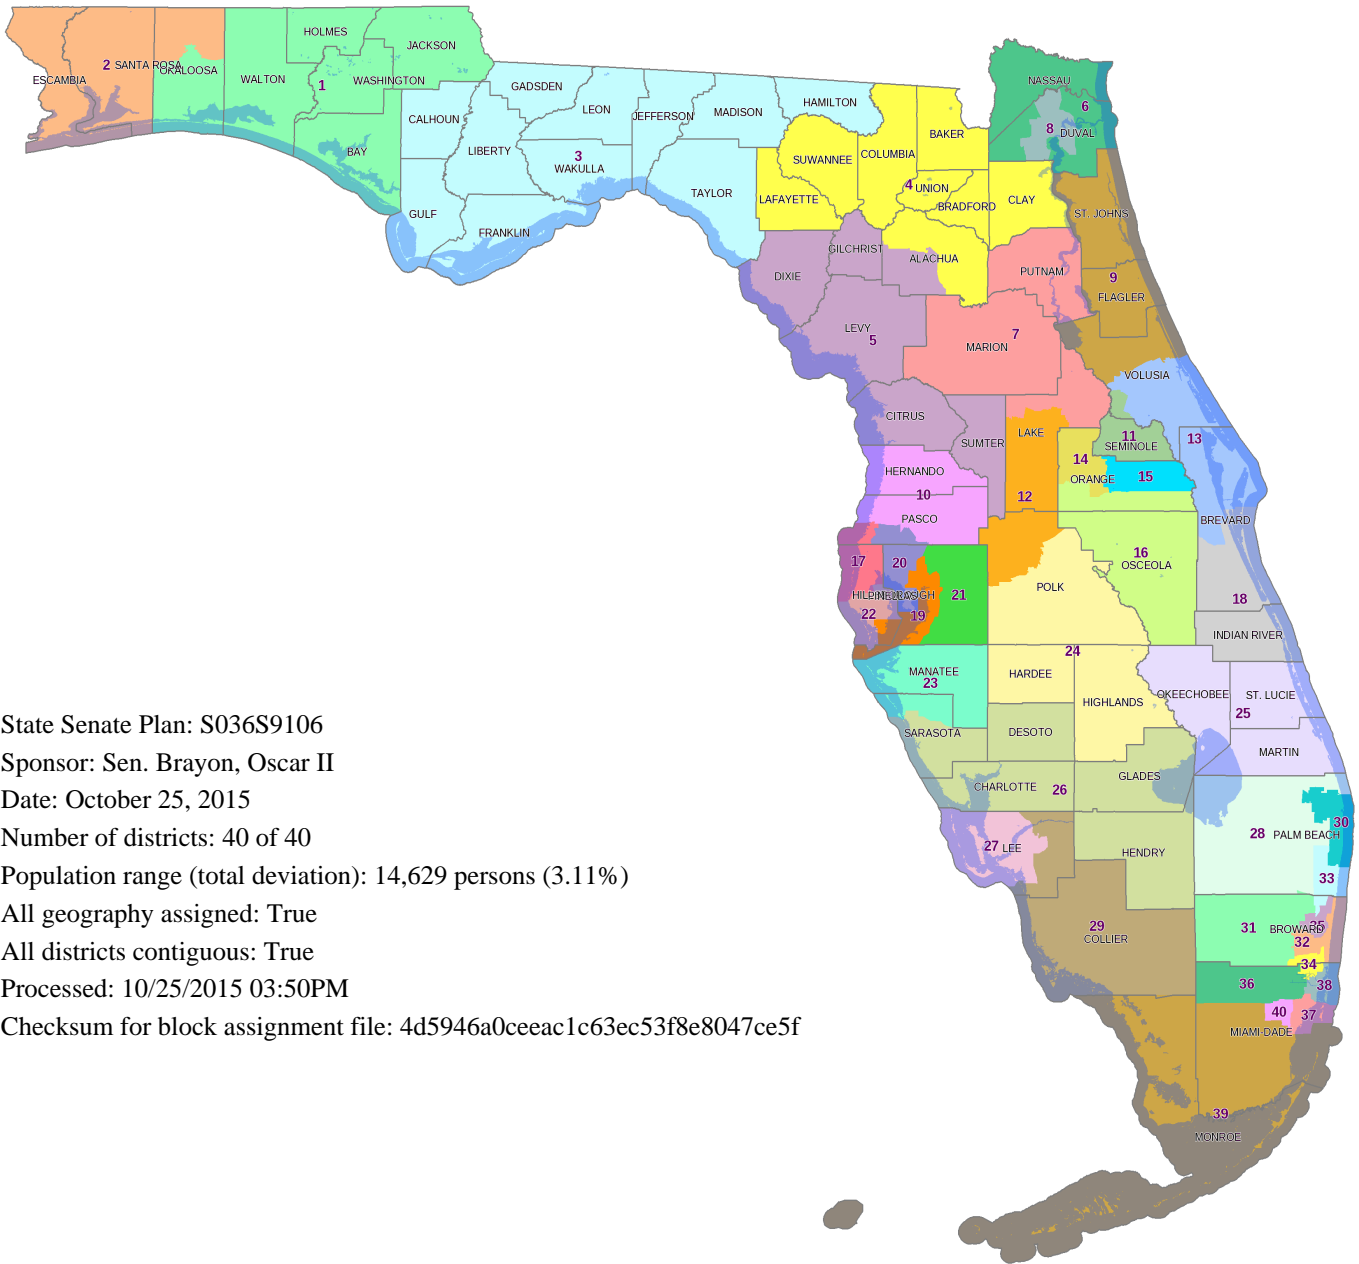 HOLMES
JACKSON
2 SANTA ROSA
OKALOOSA
ESCAMBIA
WALTON
1
WASHINGTON
BAY
GADSDEN
CALHOUN
LEON
JEFFERSON
MADISON
HAMILTON
LIBERTY
3
WAKULLA
TAYLOR
GULF
FRANKLIN
NASSAU
6
8
DUVAL
BAKER
COLUMBIA
SUWANNEE
4
UNION
LAFAYETTE
BRADFORD
CLAY
ST. JOHNS
GILCHRIST
ALACHUA
DIXIE
PUTNAM
9
FLAGLER
LEVY
5
7
MARION
VOLUSIA
CITRUS
SUMTER
LAKE
11
SEMINOLE
13
14
ORANGE
15
HERNANDO
10
12
PASCO
BREVARD
17
20
16
OSCEOLA
POLK
21
HILLSBOROUGH
PINELLAS
22
19
18
INDIAN RIVER
24
MANATEE
23
HARDEE
HIGHLANDS
OKEECHOBEE
ST. LUCIE
25
SARASOTA
DESOTO
MARTIN
GLADES
CHARLOTTE
26
27
LEE
HENDRY
28
PALM BEACH
30
33
29
COLLIER
31
BROWARD
35
32
34
36
38
40
37
MIAMI-DADE
39
MONROE
State Senate Plan: S036S9106
Sponsor: Sen. Brayon, Oscar II
Date: October 25, 2015
Number of districts: 40 of 40
Population range (total deviation): 14,629 persons (3.11%)
All geography assigned: True
All districts contiguous: True
Processed: 10/25/2015 03:50PM
Checksum for block assignment file: 4d5946a0ceeac1c63ec53f8e8047ce5f